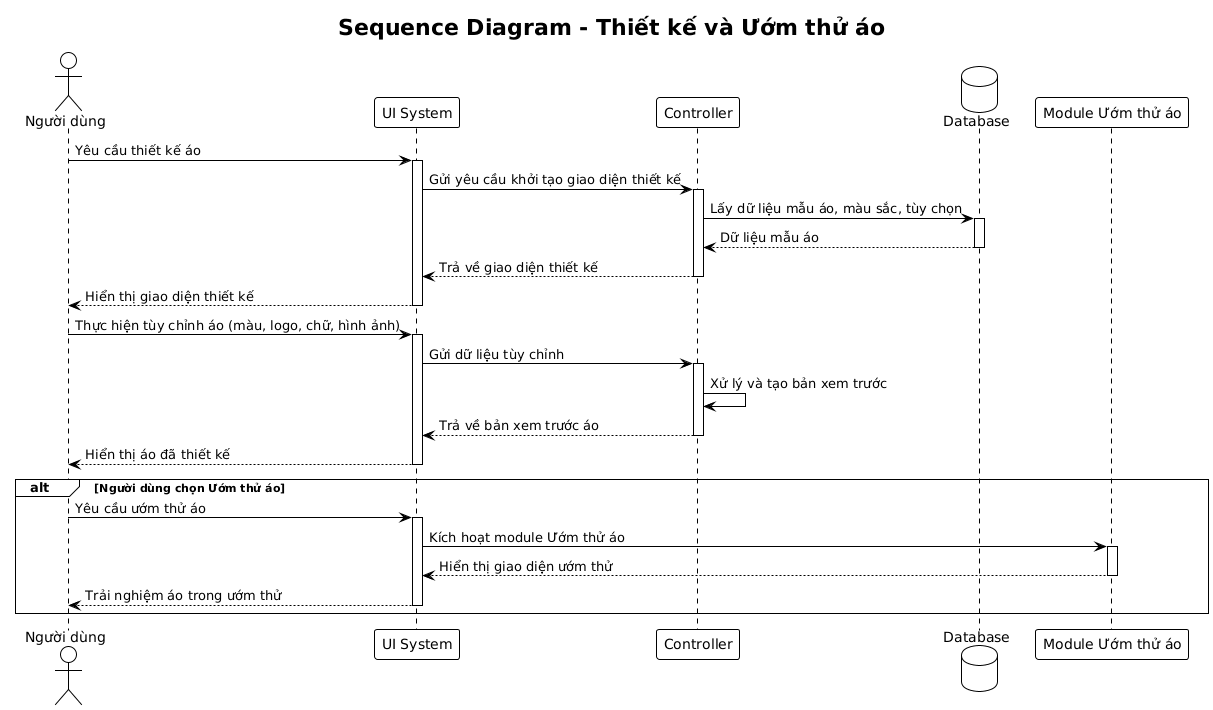 Sequence Diagram - Thiết kế và Ướm thử áo
Người dùng
UI System
Controller
Database
Module Ướm thử áo
Yêu cầu thiết kế áo
Gửi yêu cầu khởi tạo giao diện thiết kế
Lấy dữ liệu mẫu áo, màu sắc, tùy chọn
Dữ liệu mẫu áo
Trả về giao diện thiết kế
Hiển thị giao diện thiết kế
Thực hiện tùy chỉnh áo (màu, logo, chữ, hình ảnh)
Gửi dữ liệu tùy chỉnh
Xử lý và tạo bản xem trước
Trả về bản xem trước áo
Hiển thị áo đã thiết kế
alt [Người dùng chọn Ướm thử áo]
Yêu cầu ướm thử áo
Kích hoạt module Ướm thử áo
Hiển thị giao diện ướm thử
Trải nghiệm áo trong ướm thử
Người dùng
UI System
Controller
Database
Module Ướm thử áo